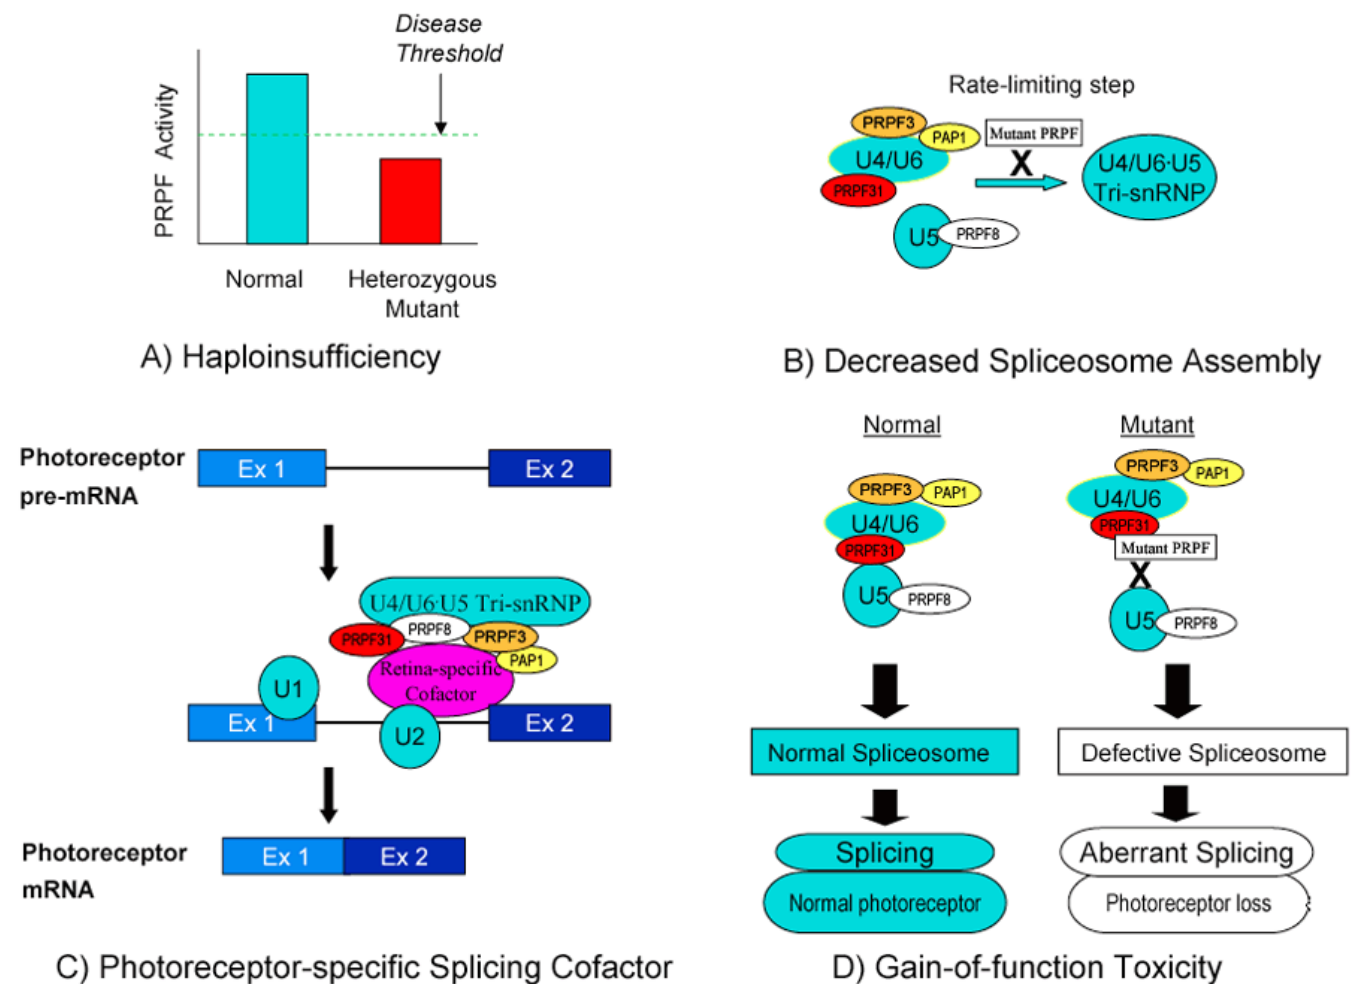 Disease
Threshold
PRPF Activity
Normal
Heterozygous
Mutant
A) Haploinsufficiency
Rate-limiting step
PRPF3
PAP1
Mutant PRPF
X
U4/U6
PRPF31
U4/U6·U5
Tri-snRNP
U5
PRPF8
B) Decreased Spliceosome Assembly
Photoreceptor
pre-mRNA
Ex 1
Ex 2
U4/U6·U5 Tri-snRNP
PRPF31
PRPF8
PRPF3
PAP1
Retina-specific
Cofactor
U1
Ex 1
U2
Ex 2
Photoreceptor
mRNA
Ex 1
Ex 2
C) Photoreceptor-specific Splicing Cofactor
Normal
PRPF3
PAP1
U4/U6
PRPF31
U5
PRPF8
Normal Spliceosome
Splicing
Normal photoreceptor
Mutant
PRPF3
PAP1
U4/U6
PRPF31
Mutant PRPF
X
U5
PRPF8
Defective Spliceosome
Aberrant Splicing
Photoreceptor loss
D) Gain-of-function Toxicity